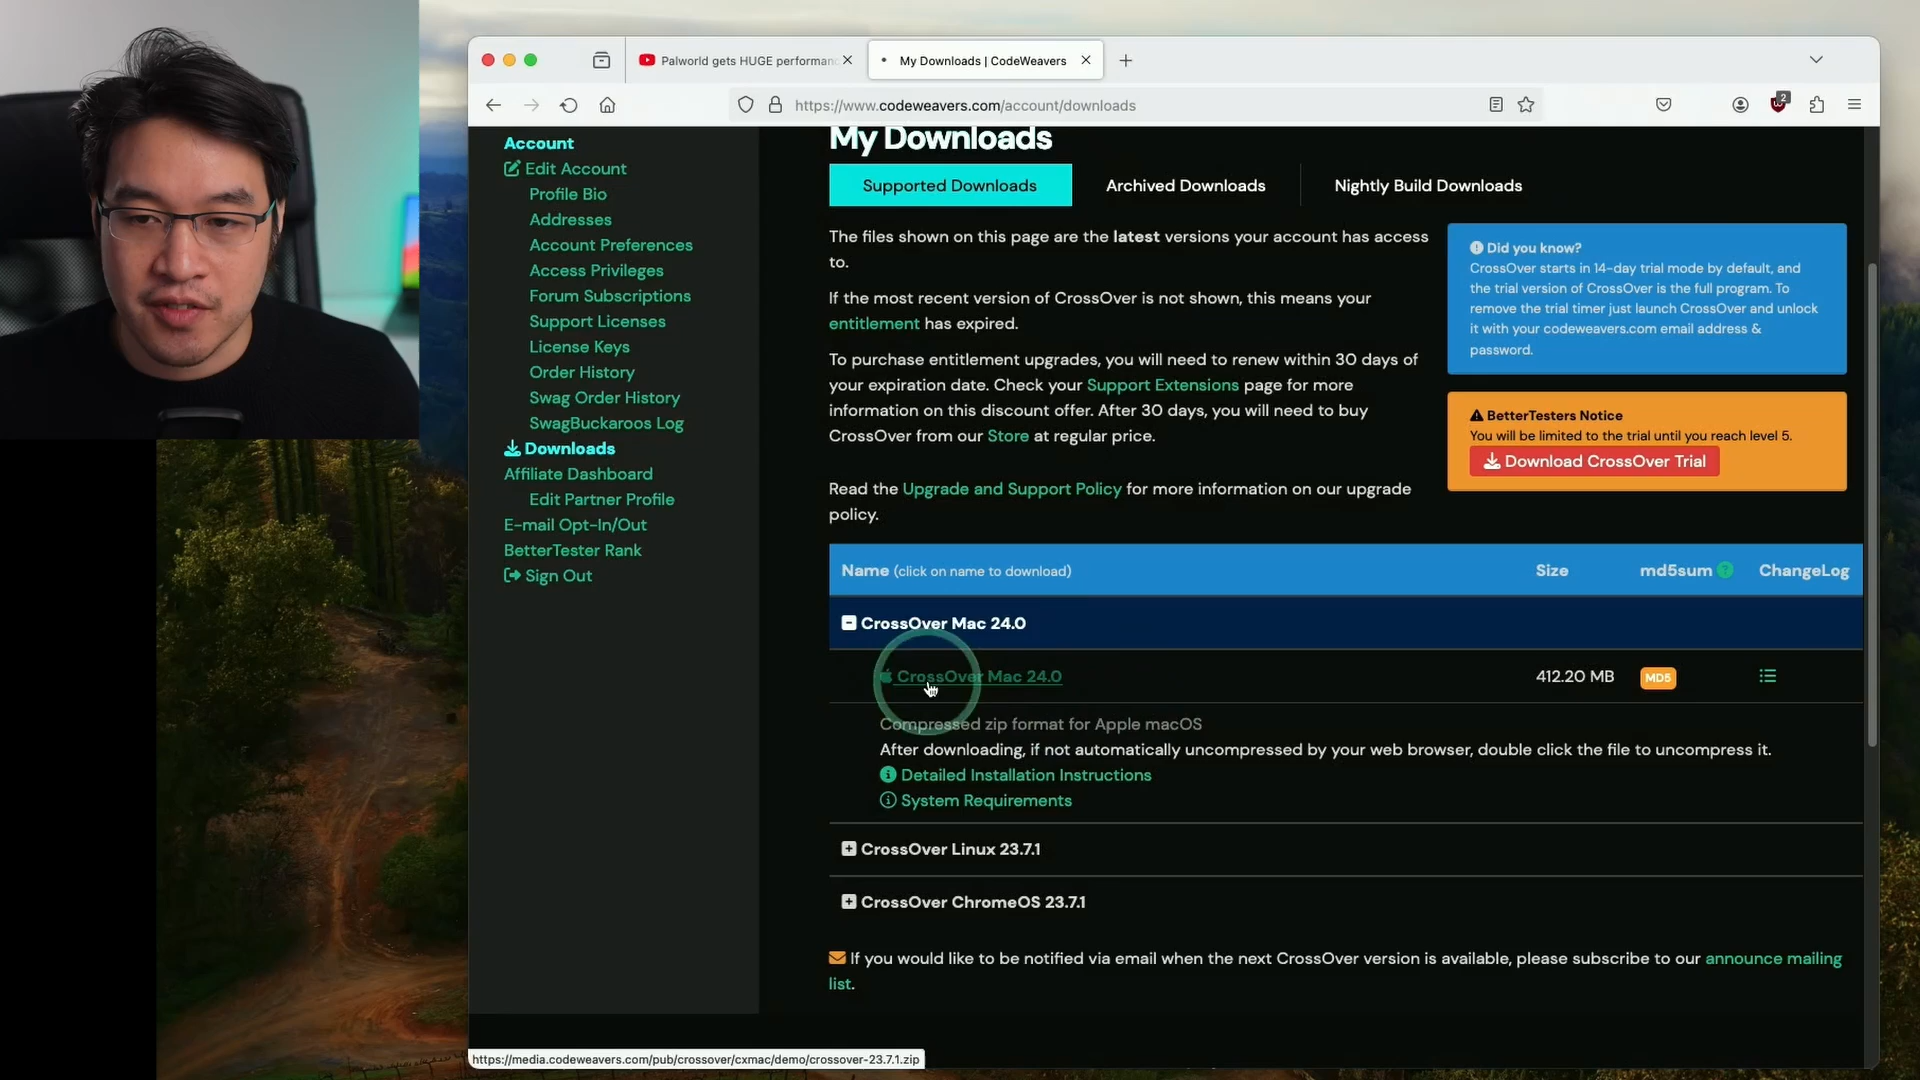 Palworld gets HUGE performan
My Downloads | CodeWeavers
https://www.codeweavers.com/account/downloads
2
Account
Edit Account
Profile Bio
Addresses
Account Preferences
Access Privileges
Forum Subscriptions
Support Licenses
License Keys
Order History
Swag Order History
SwagBuckaroos Log
Downloads
Affiliate Dashboard
Edit Partner Profile
E-mail Opt-In/Out
BetterTester Rank
Sign Out
My Downloads
Supported Downloads
Archived Downloads
Nightly Build Downloads
The files shown on this page are the latest versions your account has access
to.
If the most recent version of CrossOver is not shown, this means your
entitlement has expired.
To purchase entitlement upgrades, you will need to renew within 30 days of
your expiration date. Check your Support Extensions page for more
information on this discount offer. After 30 days, you will need to buy
CrossOver from our Store at regular price.
Read the Upgrade and Support Policy for more information on our upgrade
policy.
Did you know?
CrossOver starts in 14-day trial mode by default, and
the trial version of CrossOver is the full program. To
remove the trial timer just launch CrossOver and unlock
it with your codeweavers.com email address &
password.
BetterTesters Notice
You will be limited to the trial until you reach level 5.
Download CrossOver Trial
Name (click on name to download) Size md5sum ChangeLog
CrossOver Mac 24.0
CrossOver Mac 24.0 412.20 MB MD5
Compressed zip format for Apple macOS
After downloading, if not automatically uncompressed by your web browser, double click the file to uncompress it.
Detailed Installation Instructions
System Requirements
CrossOver Linux 23.7.1
CrossOver ChromeOS 23.7.1
If you would like to be notified via email when the next CrossOver version is available, please subscribe to our announce mailing
list.
https://media.codeweavers.com/pub/crossover/cxmac/demo/crossover-23.7.1.zip